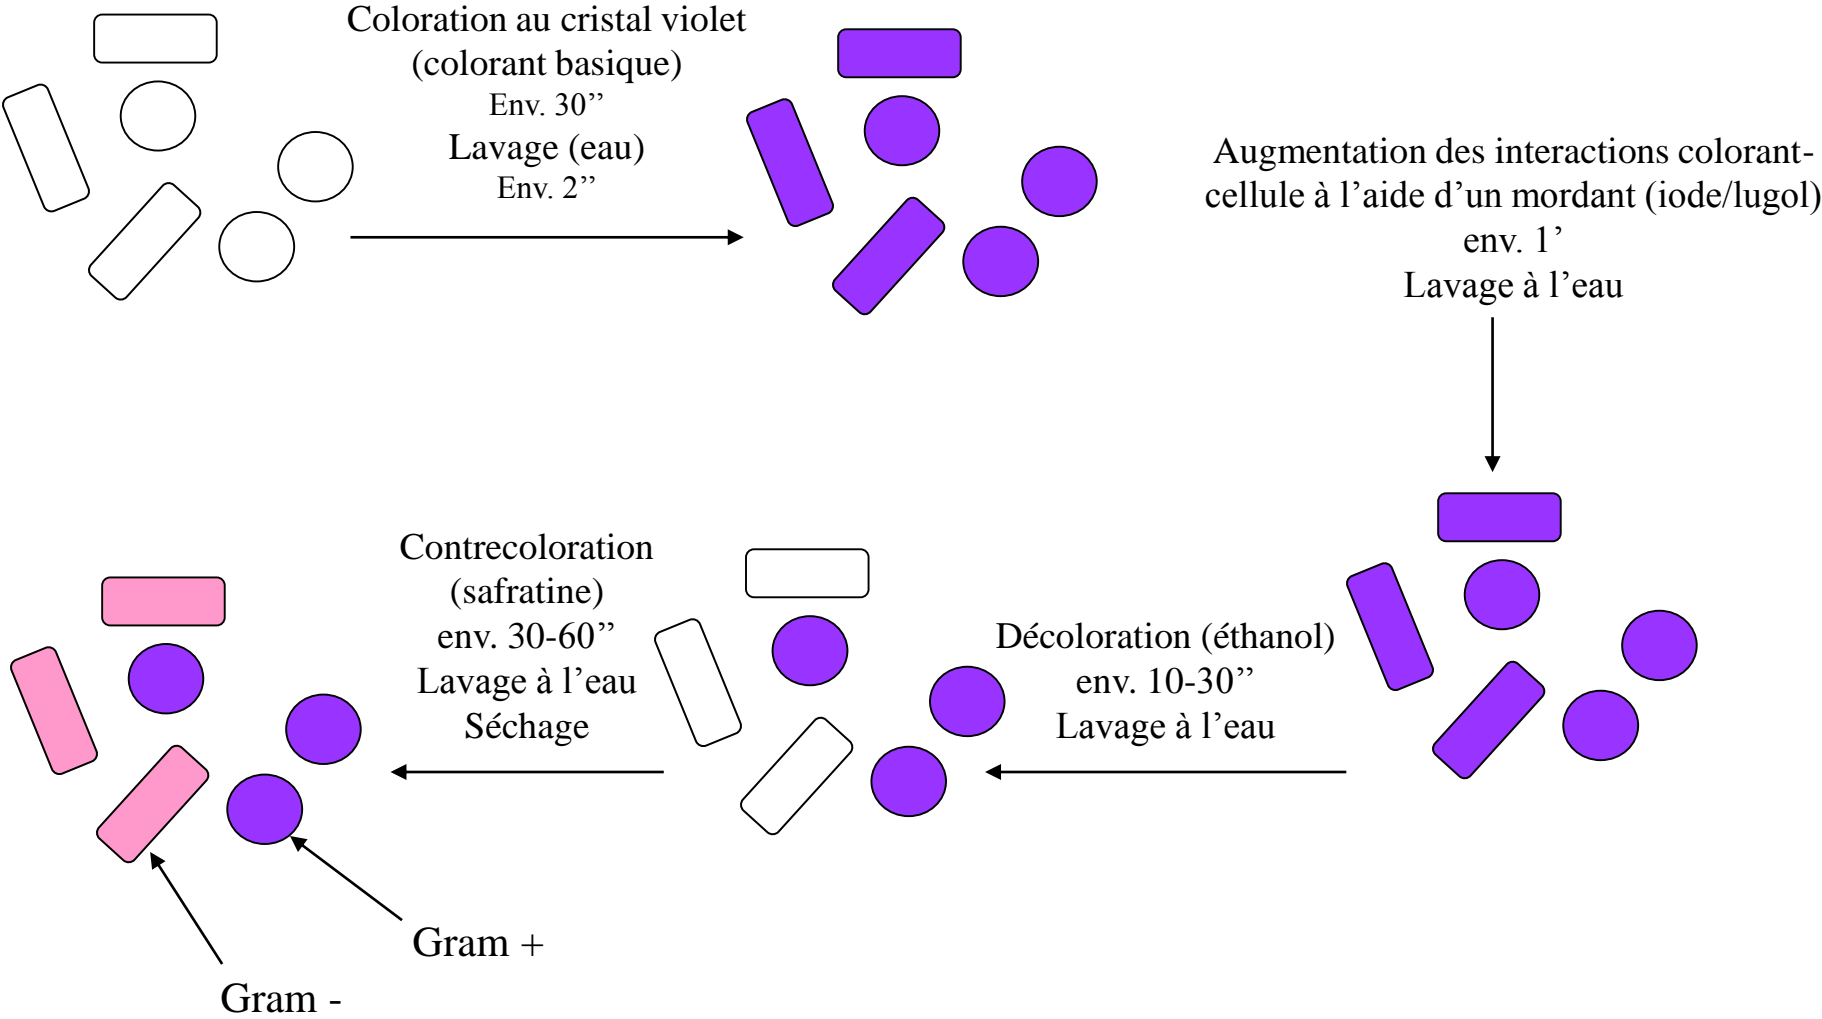 Coloration au cristal violet
(colorant basique)
Env. 30’’
Lavage (eau)
Env. 2’’
Augmentation des interactions colorant-
cellule à l’aide d’un mordant (iode/lugol)
env. 1’
Lavage à l’eau
Décoloration (éthanol)
env. 10-30’’
Lavage à l’eau
Contrecoloration
(safratine)
env. 30-60’’
Lavage à l’eau
Séchage
Gram +
Gram -